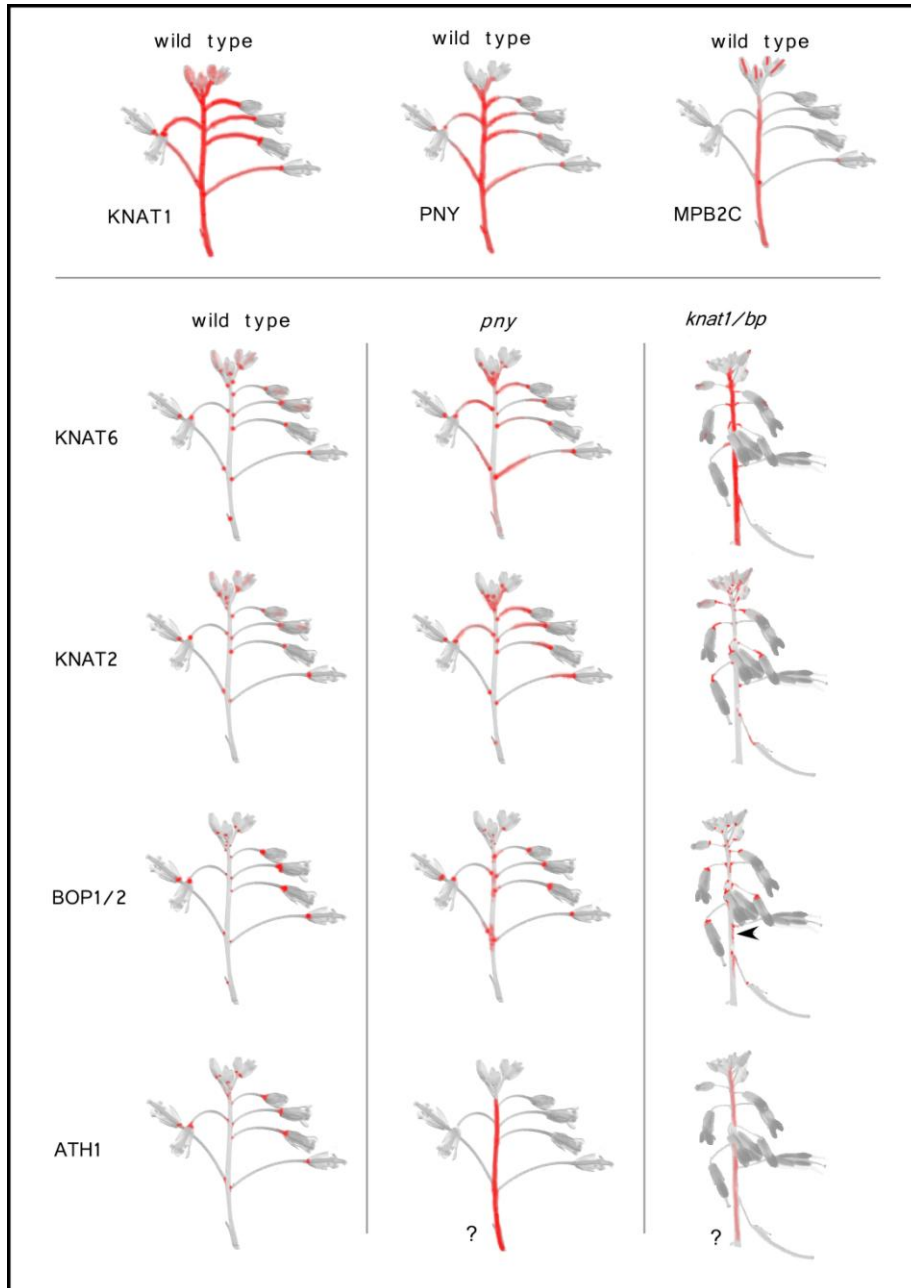 wild type wild type wild type
KNAT1 PNY MPB2C
wild type pny knat1/bp
KNAT6
KNAT2
BOP1/2
ATH1
? ?